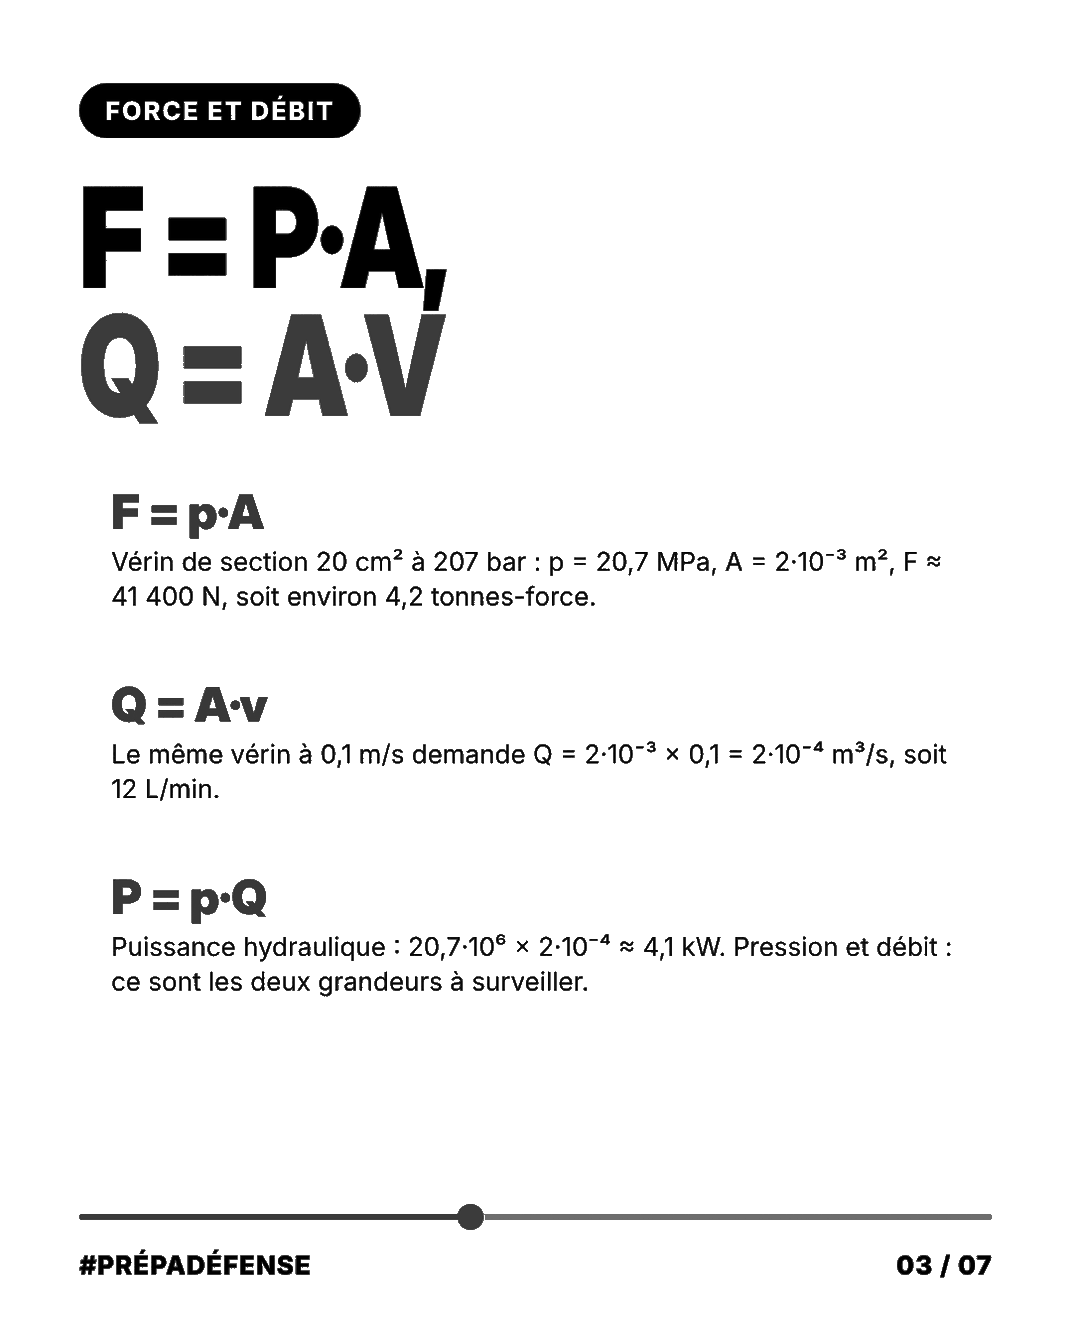 FORCE ET DÉBIT
F = P·A,
Q = A·V
F = p·A
Vérin de section 20 cm² à 207 bar : p = 20,7 MPa, A = 2·10⁻³ m², F ≈
41 400 N, soit environ 4,2 tonnes-force.
Q = A·v
Le même vérin à 0,1 m/s demande Q = 2·10⁻³ × 0,1 = 2·10⁻⁴ m³/s, soit
12 L/min.
P = p·Q
Puissance hydraulique : 20,7·10⁶ × 2·10⁻⁴ ≈ 4,1 kW. Pression et débit :
ce sont les deux grandeurs à surveiller.
#PRÉPADÉFENSE
03 / 07